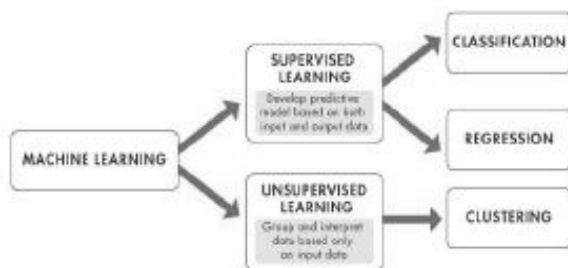 MACHINE LEARNING
SUPERVISED
LEARNING
Develop predictive
model based on both
input and output data
UNSUPERVISED
LEARNING
Group and interpret
data based only
on input data
CLASSIFICATION
REGRESSION
CLUSTERING